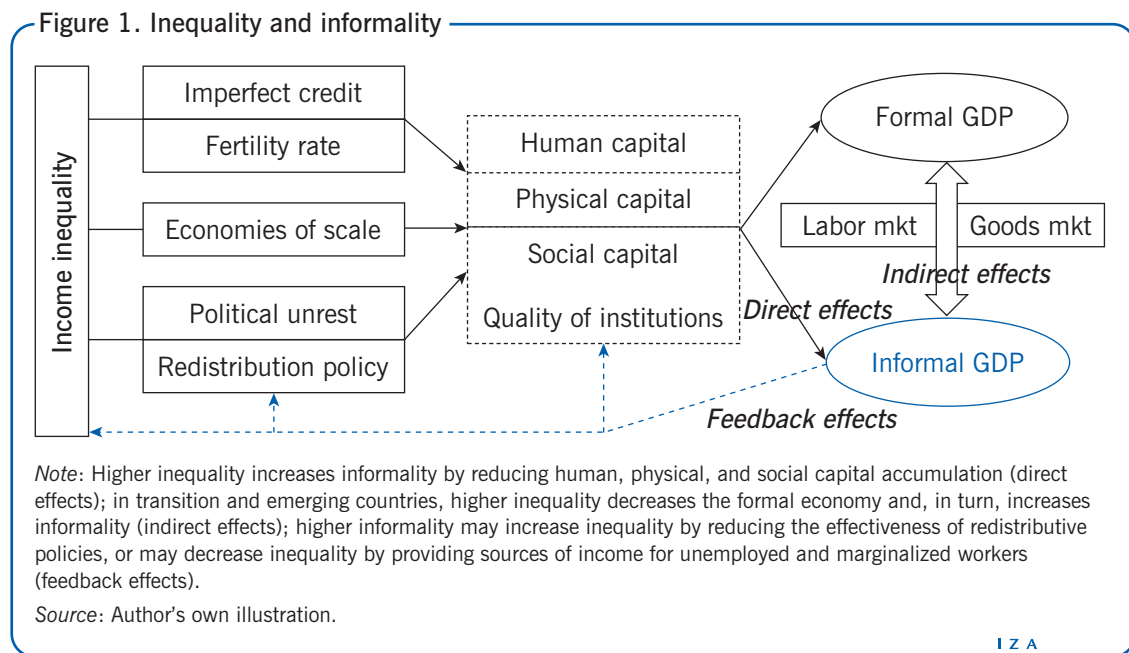 Figure 1. Inequality and informality
Income inequality
Imperfect credit
Fertility rate
Economies of scale
Political unrest
Redistribution policy
Human capital
Physical capital
Social capital
Quality of institutions
Formal GDP
Labor mkt
Goods mkt
Indirect effects
Direct effects
Informal GDP
Feedback effects
Note: Higher inequality increases informality by reducing human, physical, and social capital accumulation (direct
effects); in transition and emerging countries, higher inequality decreases the formal economy and, in turn, increases
informality (indirect effects); higher informality may increase inequality by reducing the effectiveness of redistributive
policies, or may decrease inequality by providing sources of income for unemployed and marginalized workers
(feedback effects).
Source: Author's own illustration.
I Z A